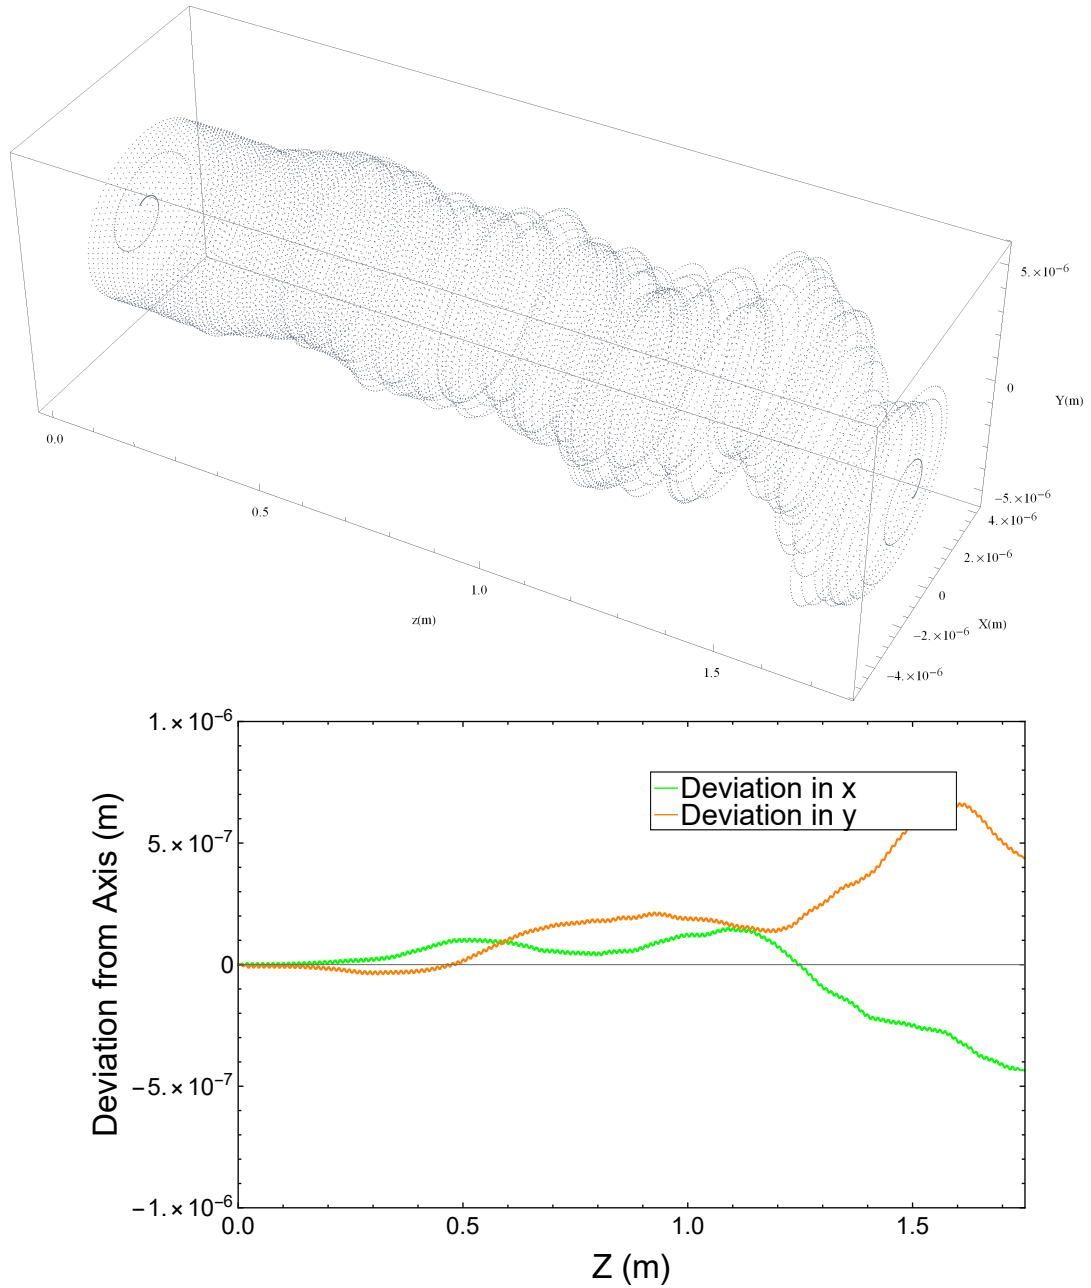 5.×10⁻⁶
0
Y(m)
−5.×10⁻⁶
4.×10⁻⁶
2.×10⁻⁶
0
X(m)
−2.×10⁻⁶
−4.×10⁻⁶
0.0
0.5
1.0
z(m)
1.5
1.×10⁻⁶
Deviation in x
Deviation in y
5.×10⁻⁷
Deviation from Axis (m)
0
−5.×10⁻⁷
−1.×10⁻⁶
0.0 0.5 1.0 1.5
Z (m)